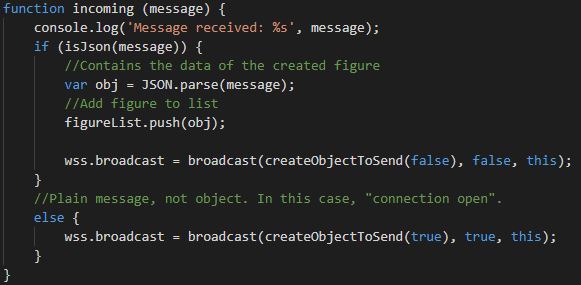 function incoming (message) {
    console.log('Message received: %s', message);
    if (isJson(message)) {
        //Contains the data of the created figure
        var obj = JSON.parse(message);
        //Add figure to list
        figureList.push(obj);

        wss.broadcast = broadcast(createObjectToSend(false), false, this);
    }
    //Plain message, not object. In this case, "connection open".
    else {
        wss.broadcast = broadcast(createObjectToSend(true), true, this);
    }
}